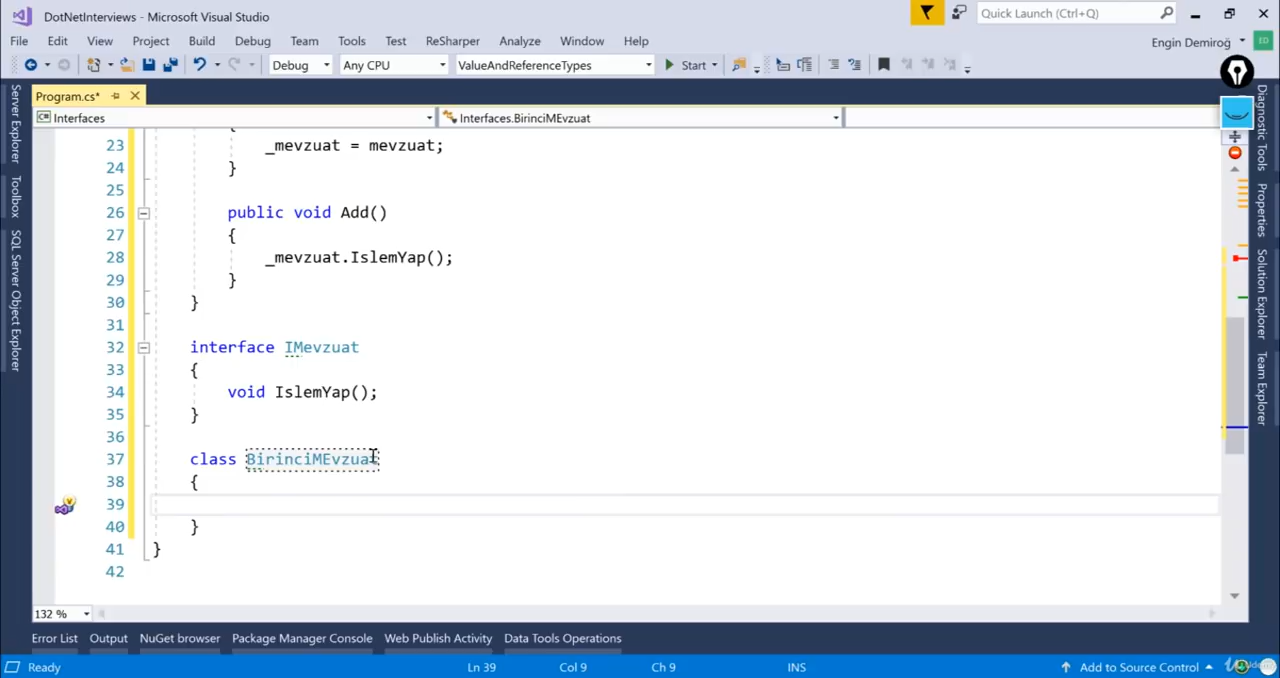 DotNetInterviews - Microsoft Visual Studio
Quick Launch (Ctrl+Q)
File Edit View Project Build Debug Team Tools Test ReSharper Analyze Window Help
Engin Demiroğ
ED
Debug Any CPU ValueAndReferenceTypes Start
Program.cs*
Interfaces Interfaces.BirinciMEvzuat
Server Explorer
Toolbox
SQL Server Object Explorer
Diagnostic Tools
Properties
Solution Explorer
Team Explorer
{
23 _mevzuat = mevzuat;
24 }
25
26 public void Add()
27 {
28 _mevzuat.IslemYap();
29 }
30 }
31
32 interface IMevzuat
33 {
34 void IslemYap();
35 }
36
37 class BirinciMEvzuat
38 {
39
40 }
41 }
42
132 %
Error List Output NuGet browser Package Manager Console Web Publish Activity Data Tools Operations
Ready Ln 39 Col 9 Ch 9 INS Add to Source Control